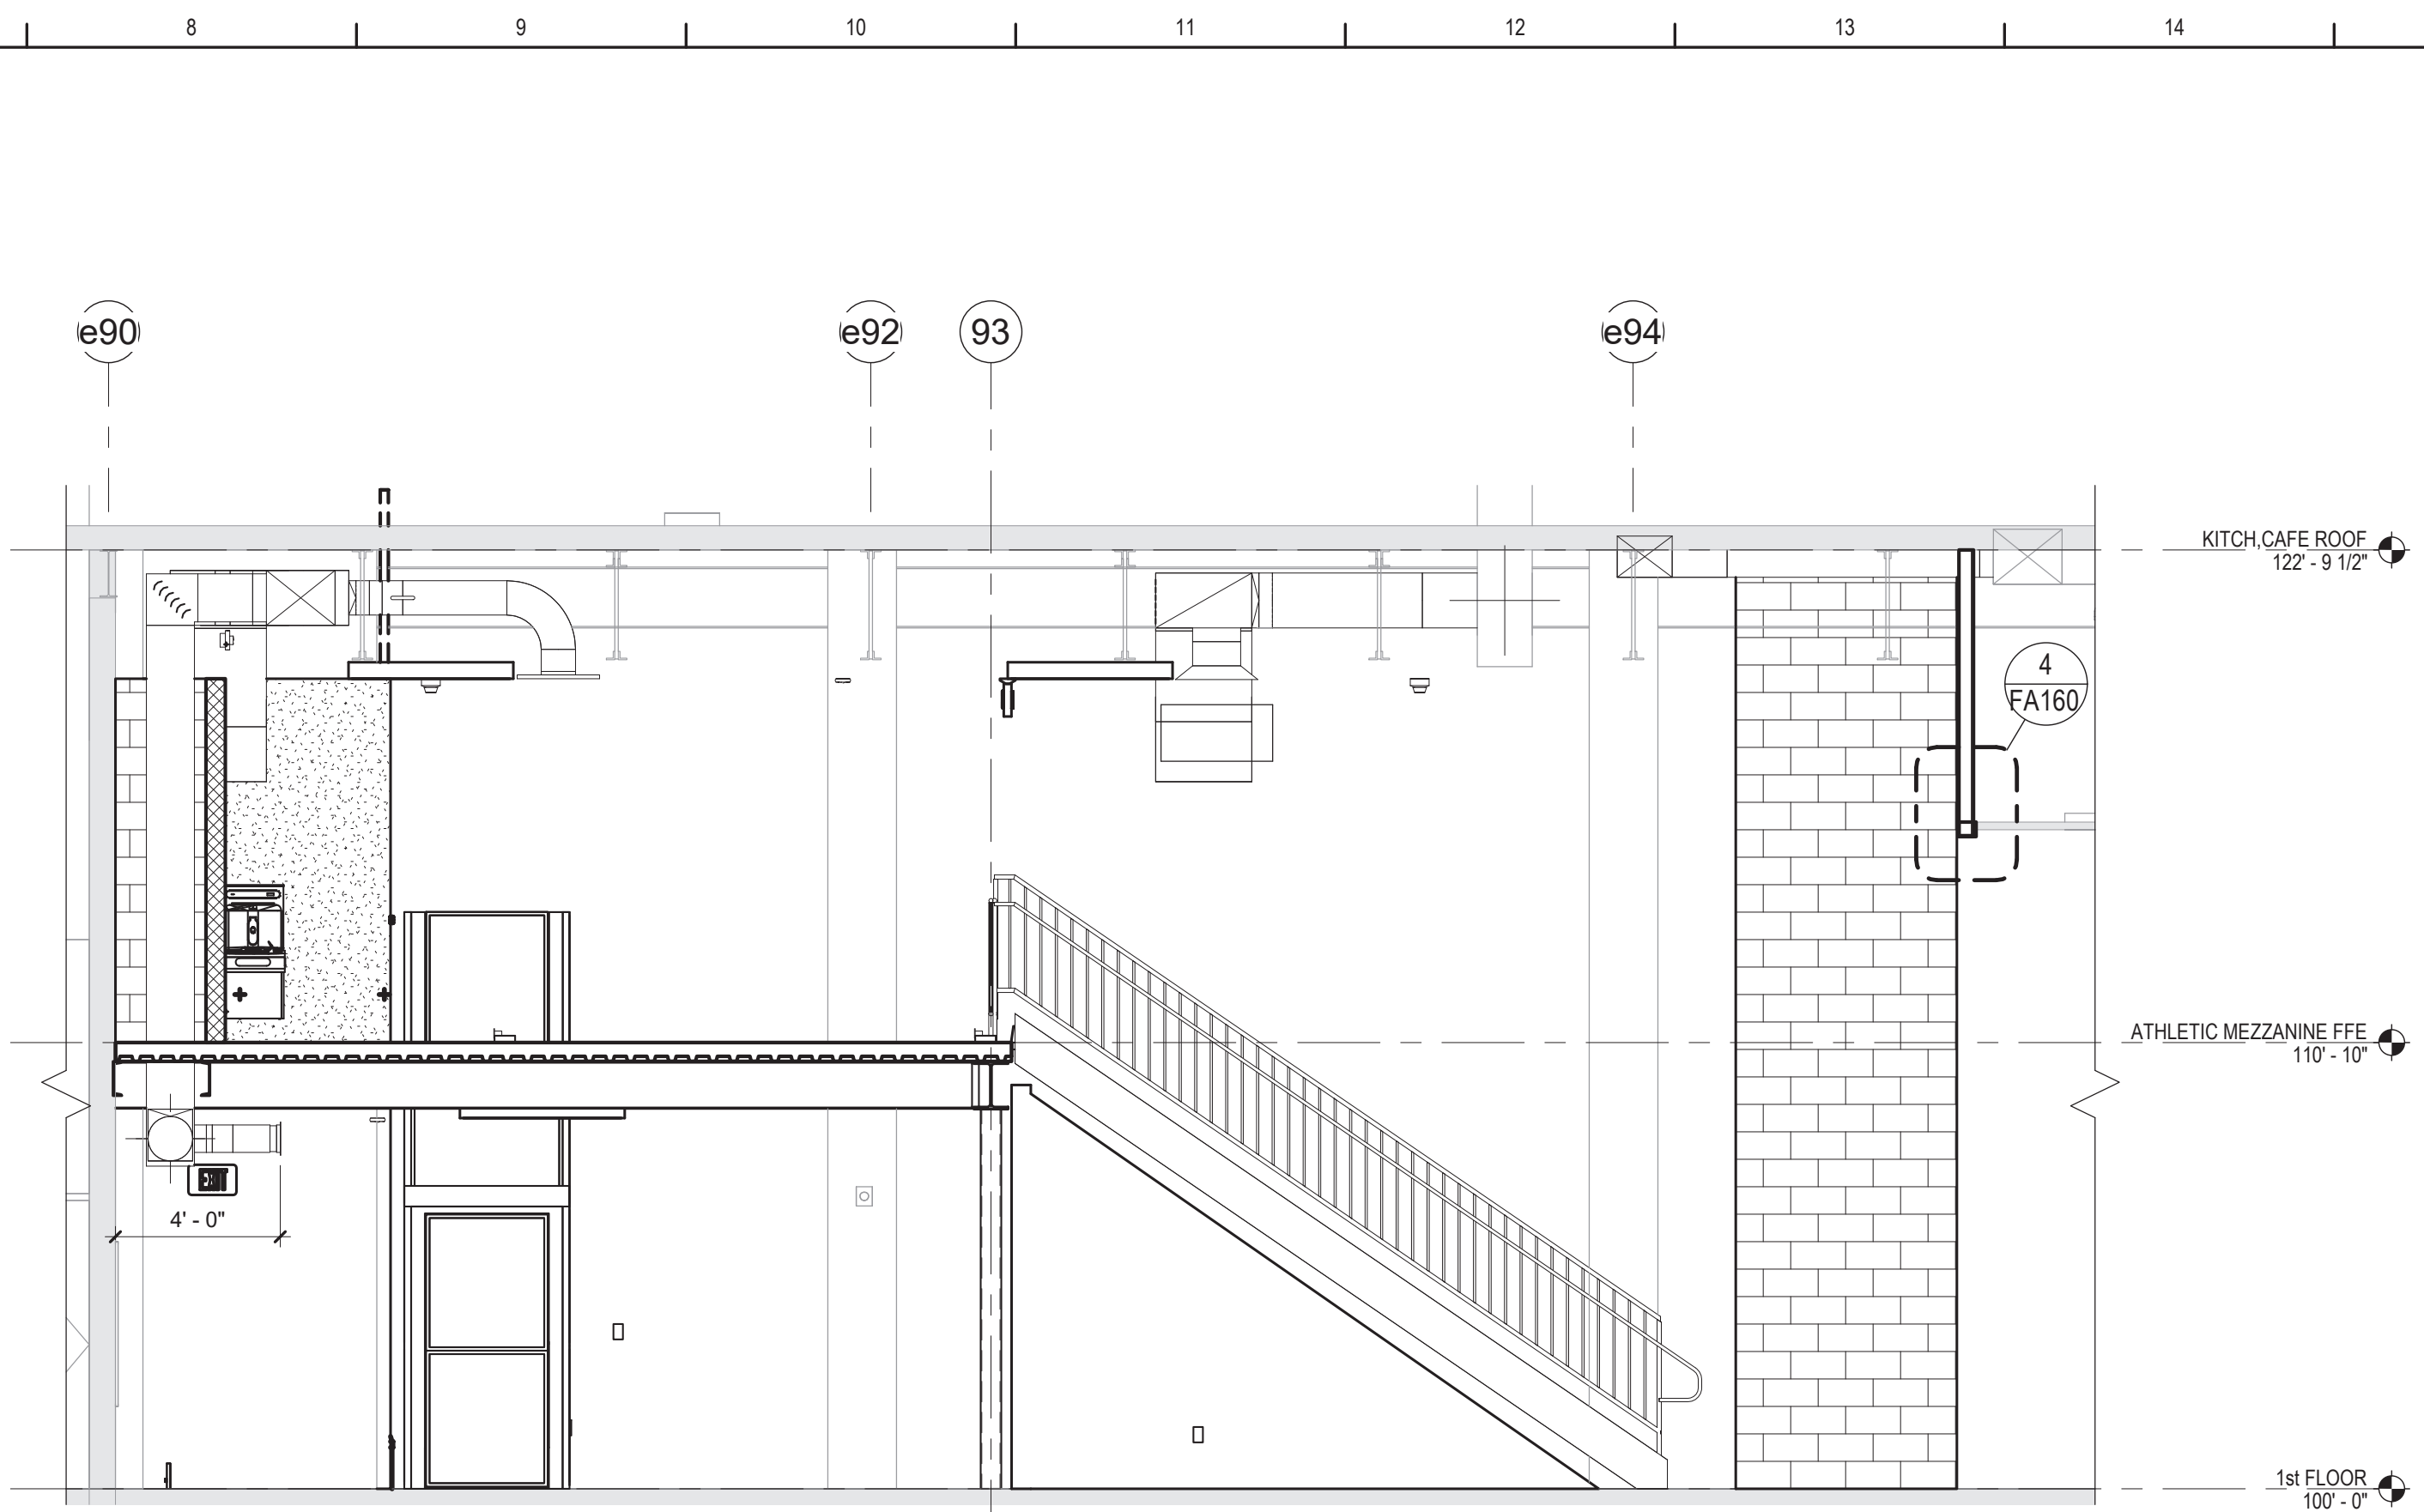 8 9 10 11 12 13 14
e90 e92 93 e94
KITCH,CAFE ROOF
122' - 9 1/2"
4
FA160
ATHLETIC MEZZANINE FFE
110' - 10"
EXIT
4' - 0"
1st FLOOR
100' - 0"